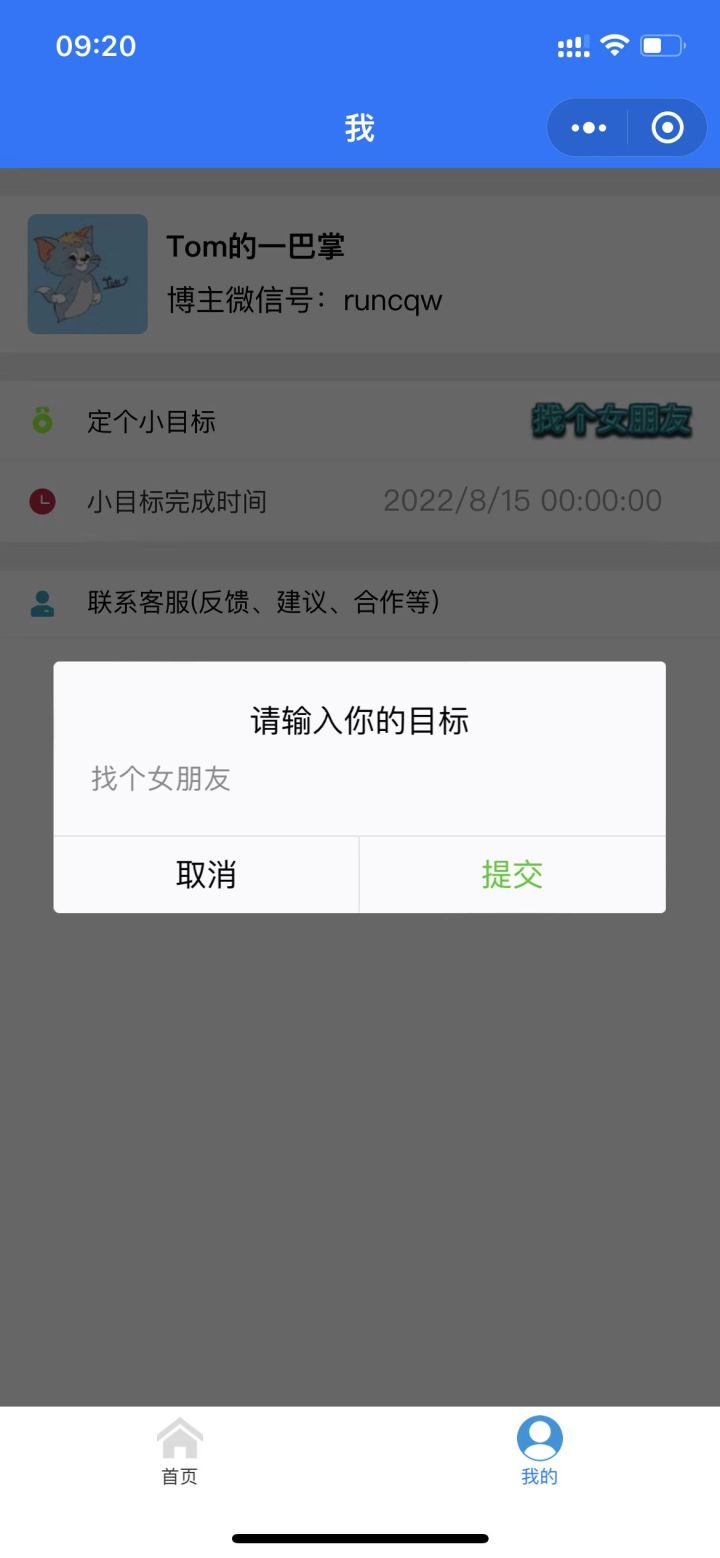 09:20
我
Tom的一巴掌
博主微信号：runcqw
定个小目标
找个女朋友
小目标完成时间
2022/8/15 00:00:00
联系客服(反馈、建议、合作等)
请输入你的目标
找个女朋友
取消
提交
首页
我的